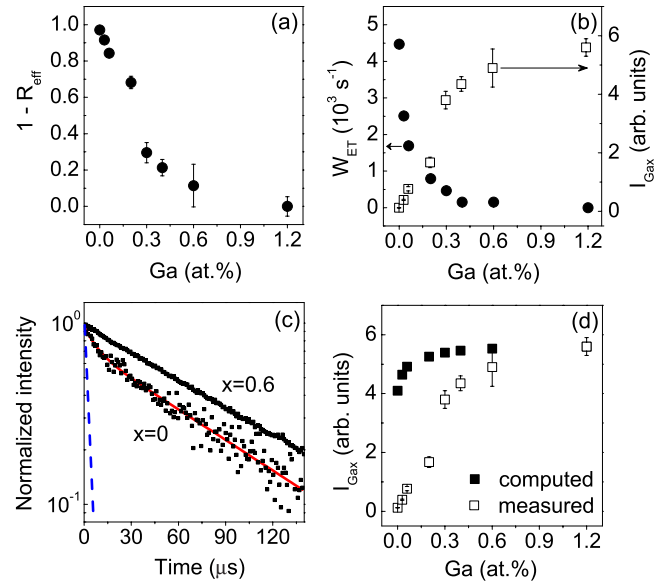 (a)
1.0
0.8
0.6
0.4
0.2
0.0
1 - R_eff
0.0 0.3 0.6 0.9 1.2
Ga (at.%)
(b)
5
4
3
2
1
0
W_ET (10³ s⁻¹)
6
4
2
0
I_Gax (arb. units)
0.0 0.3 0.6 0.9 1.2
Ga (at.%)
(c)
10⁰
10⁻¹
Normalized intensity
x=0.6
x=0
0 30 60 90 120
Time (μs)
(d)
6
4
2
0
I_Gax (arb. units)
computed
measured
0.0 0.3 0.6 0.9 1.2
Ga (at.%)